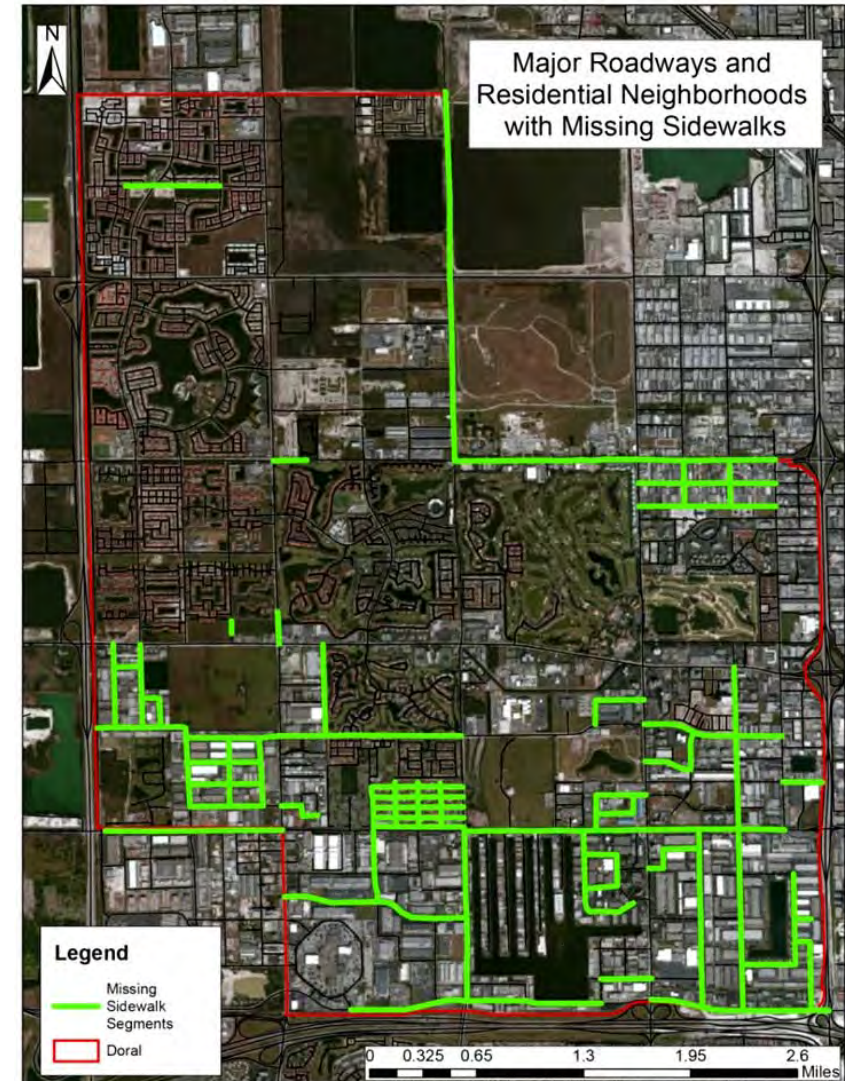 N
Major Roadways and
Residential Neighborhoods
with Missing Sidewalks
Legend
Missing
Sidewalk
Segments
Doral
0 0.325 0.65 1.3 1.95 2.6
Miles